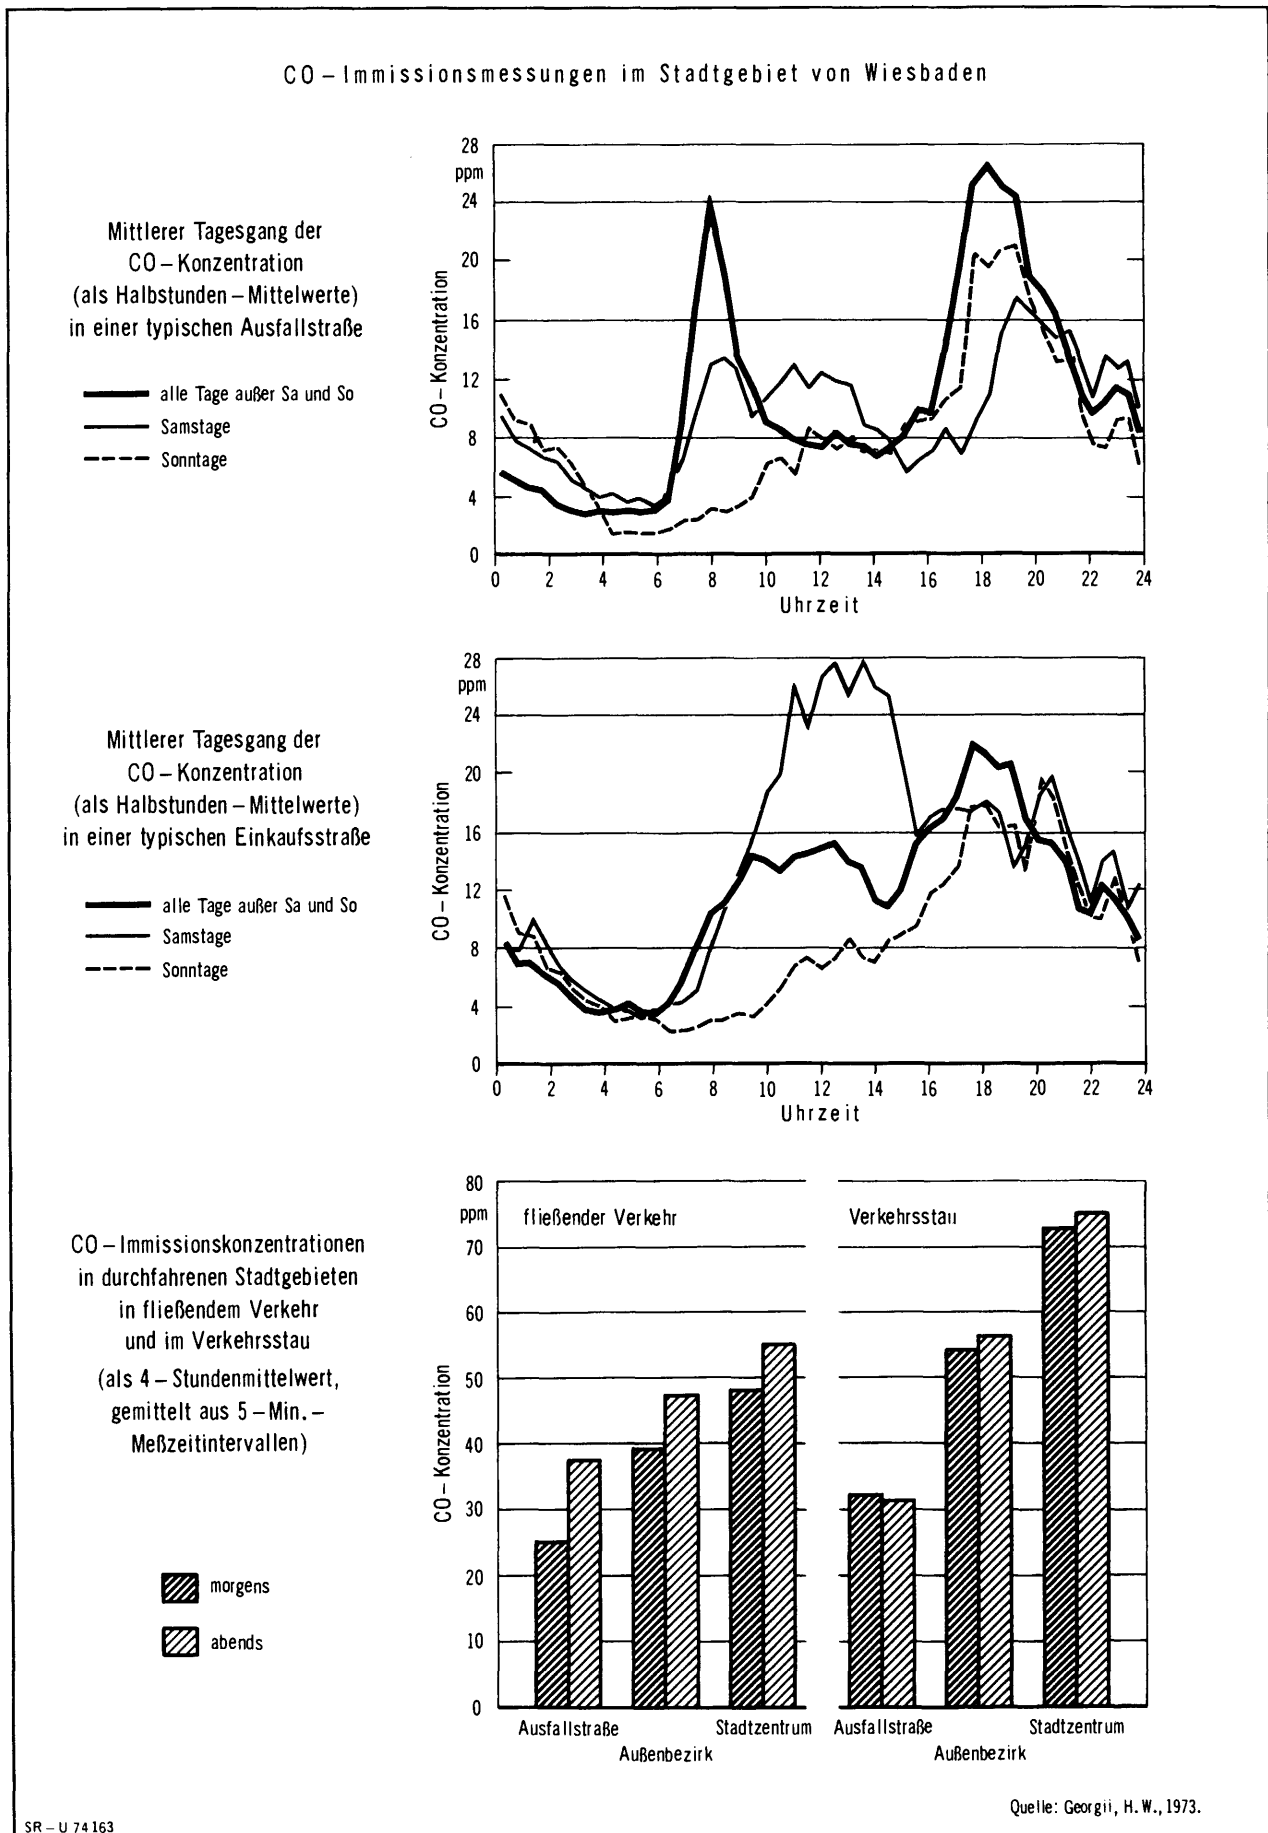 CO – Immissionsmessungen im Stadtgebiet von Wiesbaden
Mittlerer Tagesgang der
CO – Konzentration
(als Halbstunden – Mittelwerte)
in einer typischen Ausfallstraße
alle Tage außer Sa und So
Samstage
Sonntage
28
ppm
24
20
16
12
8
4
0
CO – Konzentration
0 2 4 6 8 10 12 14 16 18 20 22 24
Uhrzeit
Mittlerer Tagesgang der
CO – Konzentration
(als Halbstunden – Mittelwerte)
in einer typischen Einkaufsstraße
alle Tage außer Sa und So
Samstage
Sonntage
28
ppm
24
20
16
12
8
4
0
CO – Konzentration
0 2 4 6 8 10 12 14 16 18 20 22 24
Uhrzeit
CO – Immissionskonzentrationen
in durchfahrenen Stadtgebieten
in fließendem Verkehr
und im Verkehrsstau
(als 4 – Stundenmittelwert,
gemittelt aus 5 – Min. –
Meßzeitintervallen)
morgens
abends
80
ppm
70
60
50
40
30
20
10
0
CO – Konzentration
fließender Verkehr
Verkehrsstau
Ausfallstraße
Außenbezirk
Stadtzentrum
Ausfallstraße
Außenbezirk
Stadtzentrum
Quelle: Georgii, H. W., 1973.
SR – U 74 163